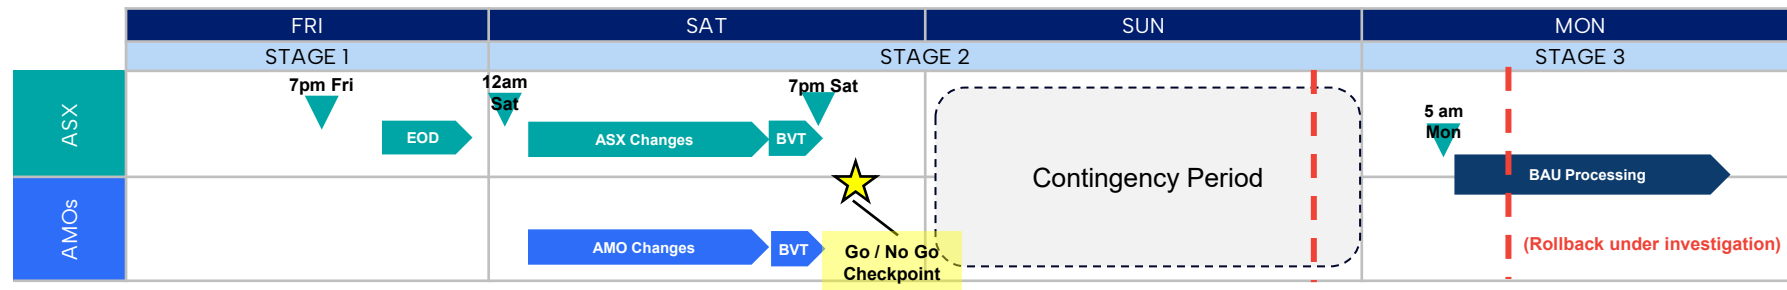 FRI
SAT
SUN
MON
STAGE 1
STAGE 2
STAGE 3
ASX
7pm Fri
12am
Sat
7pm Sat
5 am
Mon
EOD
ASX Changes
BVT
Contingency Period
BAU Processing
AMOs
AMO Changes
BVT
Go / No Go
Checkpoint
(Rollback under investigation)